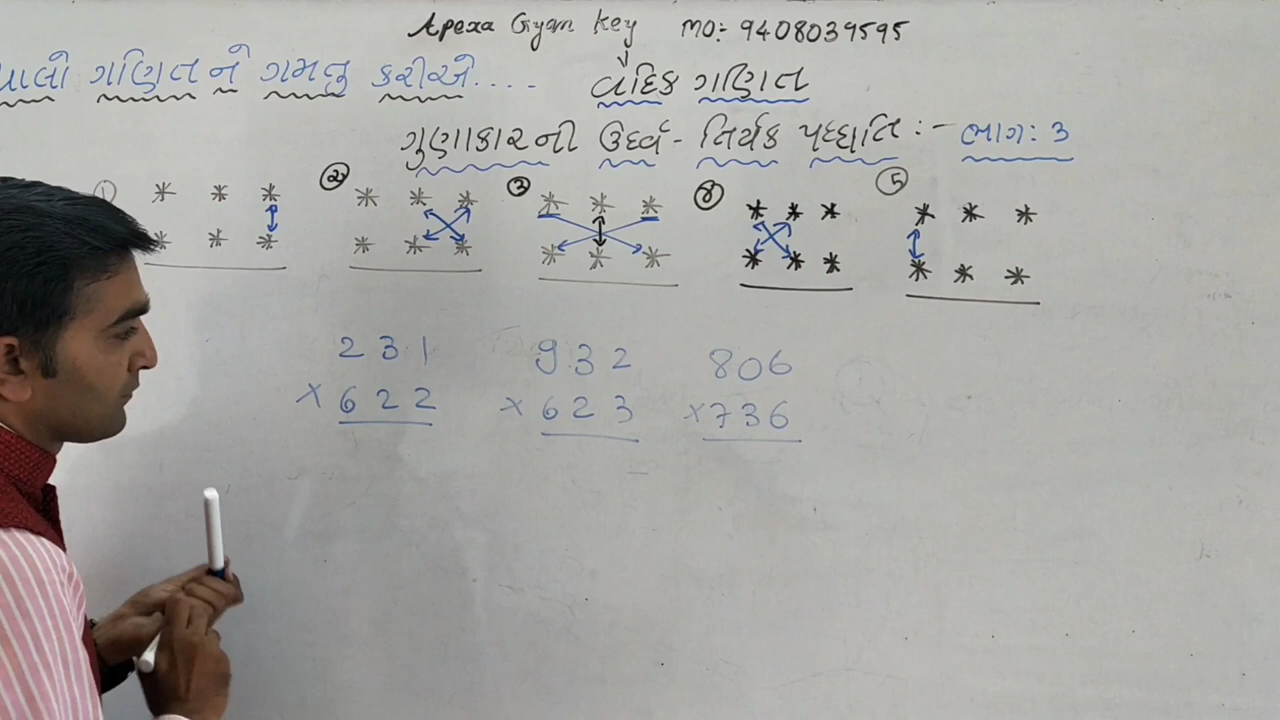 Apexa Gyan Key MO:- 9408039595
ચાલો ગણિત ને ગમતુ કરીએ.... વૈદિક ગણિત
ગુણાકારની ઉર્ધ્વ - તિર્યક પધ્ધતિ :- ભાગ: 3
① ② ③ ④ ⑤
* * * * * * * * * * * * * * *
* * * * * * * * * * * * * * *
231 932 806
×622 ×623 ×736